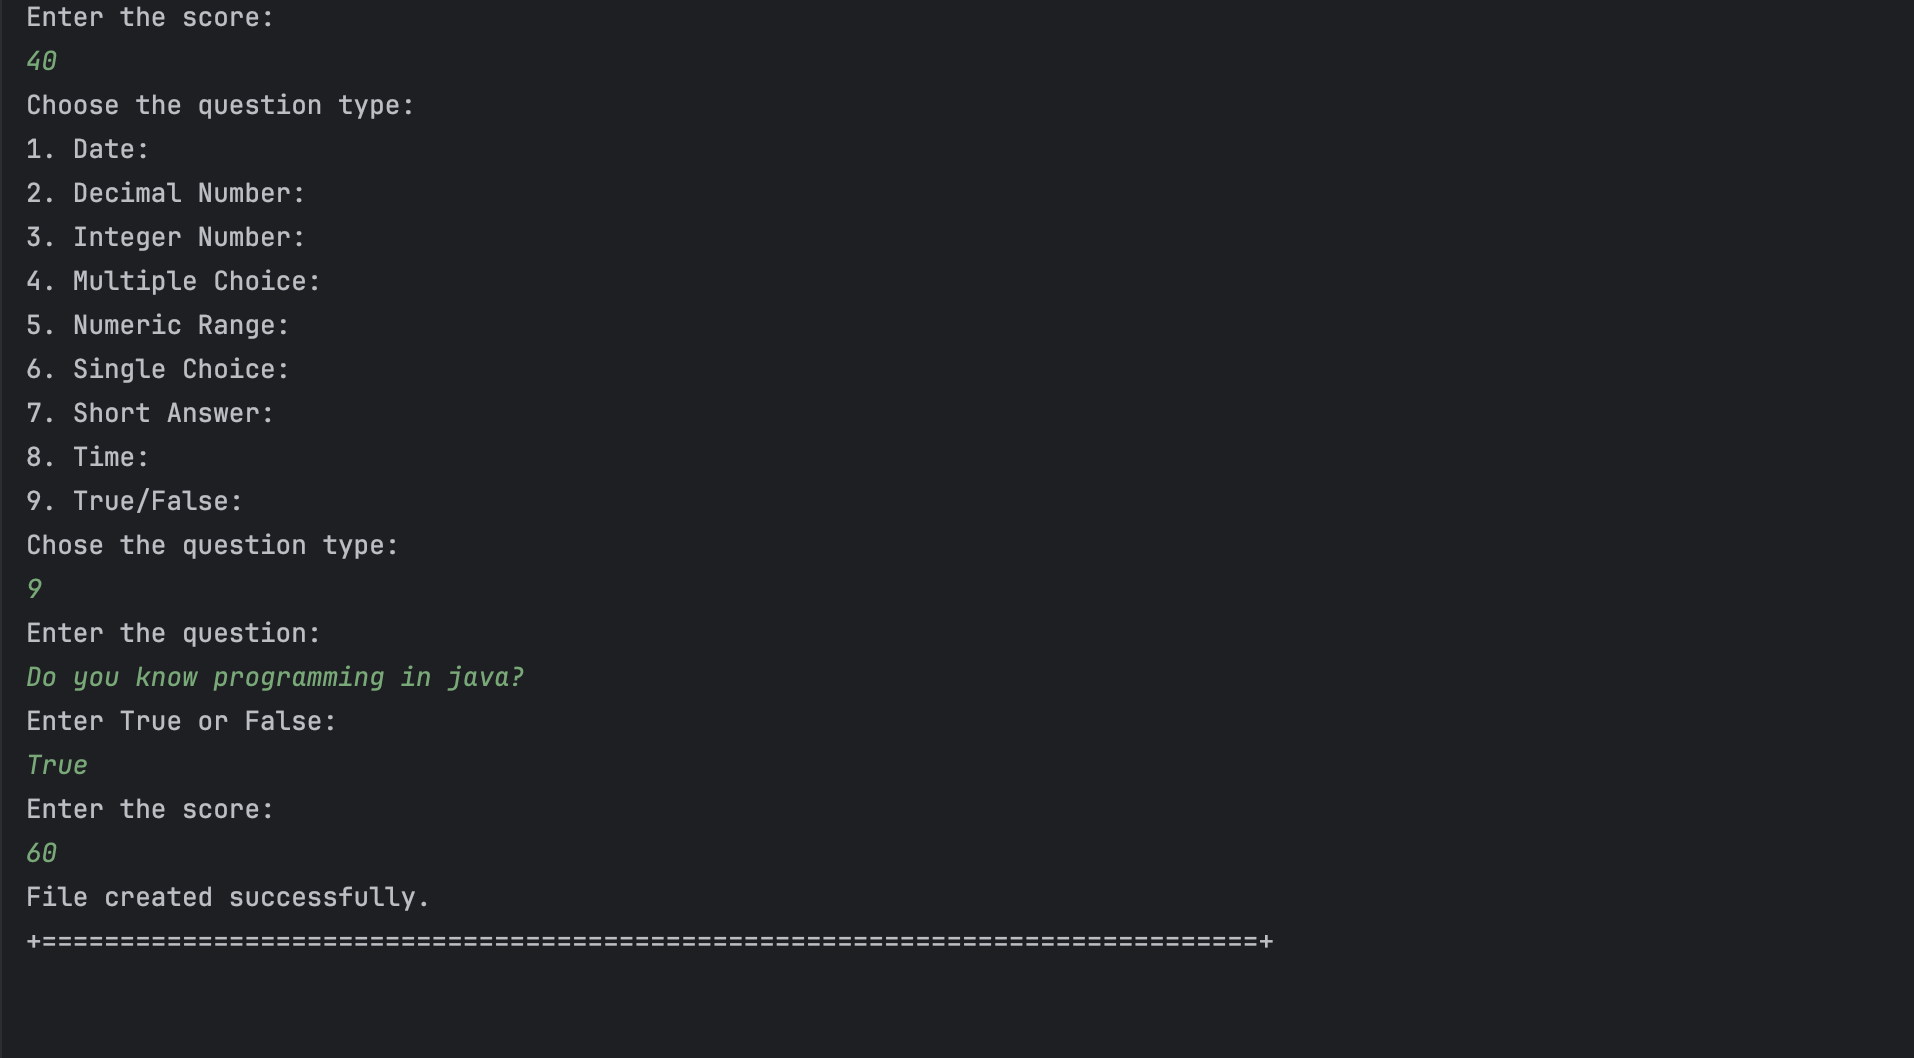 Enter the score:
40
Choose the question type:
1. Date:
2. Decimal Number:
3. Integer Number:
4. Multiple Choice:
5. Numeric Range:
6. Single Choice:
7. Short Answer:
8. Time:
9. True/False:
Chose the question type:
9
Enter the question:
Do you know programming in java?
Enter True or False:
True
Enter the score:
60
File created successfully.
+==============================================================================+